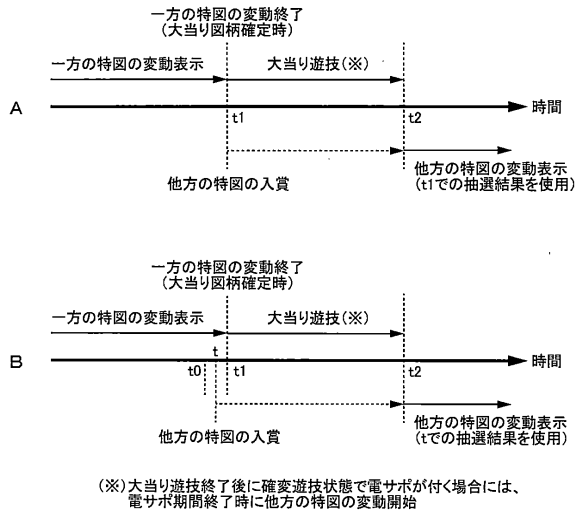 一方の特図の変動終了
(大当り図柄確定時)
一方の特図の変動表示
大当り遊技(※)
A
時間
t1
t2
他方の特図の入賞
他方の特図の変動表示
(t1での抽選結果を使用)
一方の特図の変動終了
(大当り図柄確定時)
一方の特図の変動表示
大当り遊技(※)
t
B
時間
t0
t1
t2
他方の特図の入賞
他方の特図の変動表示
(tでの抽選結果を使用)
(※)大当り遊技終了後に確変遊技状態で電サポが付く場合には、
電サポ期間終了時に他方の特図の変動開始